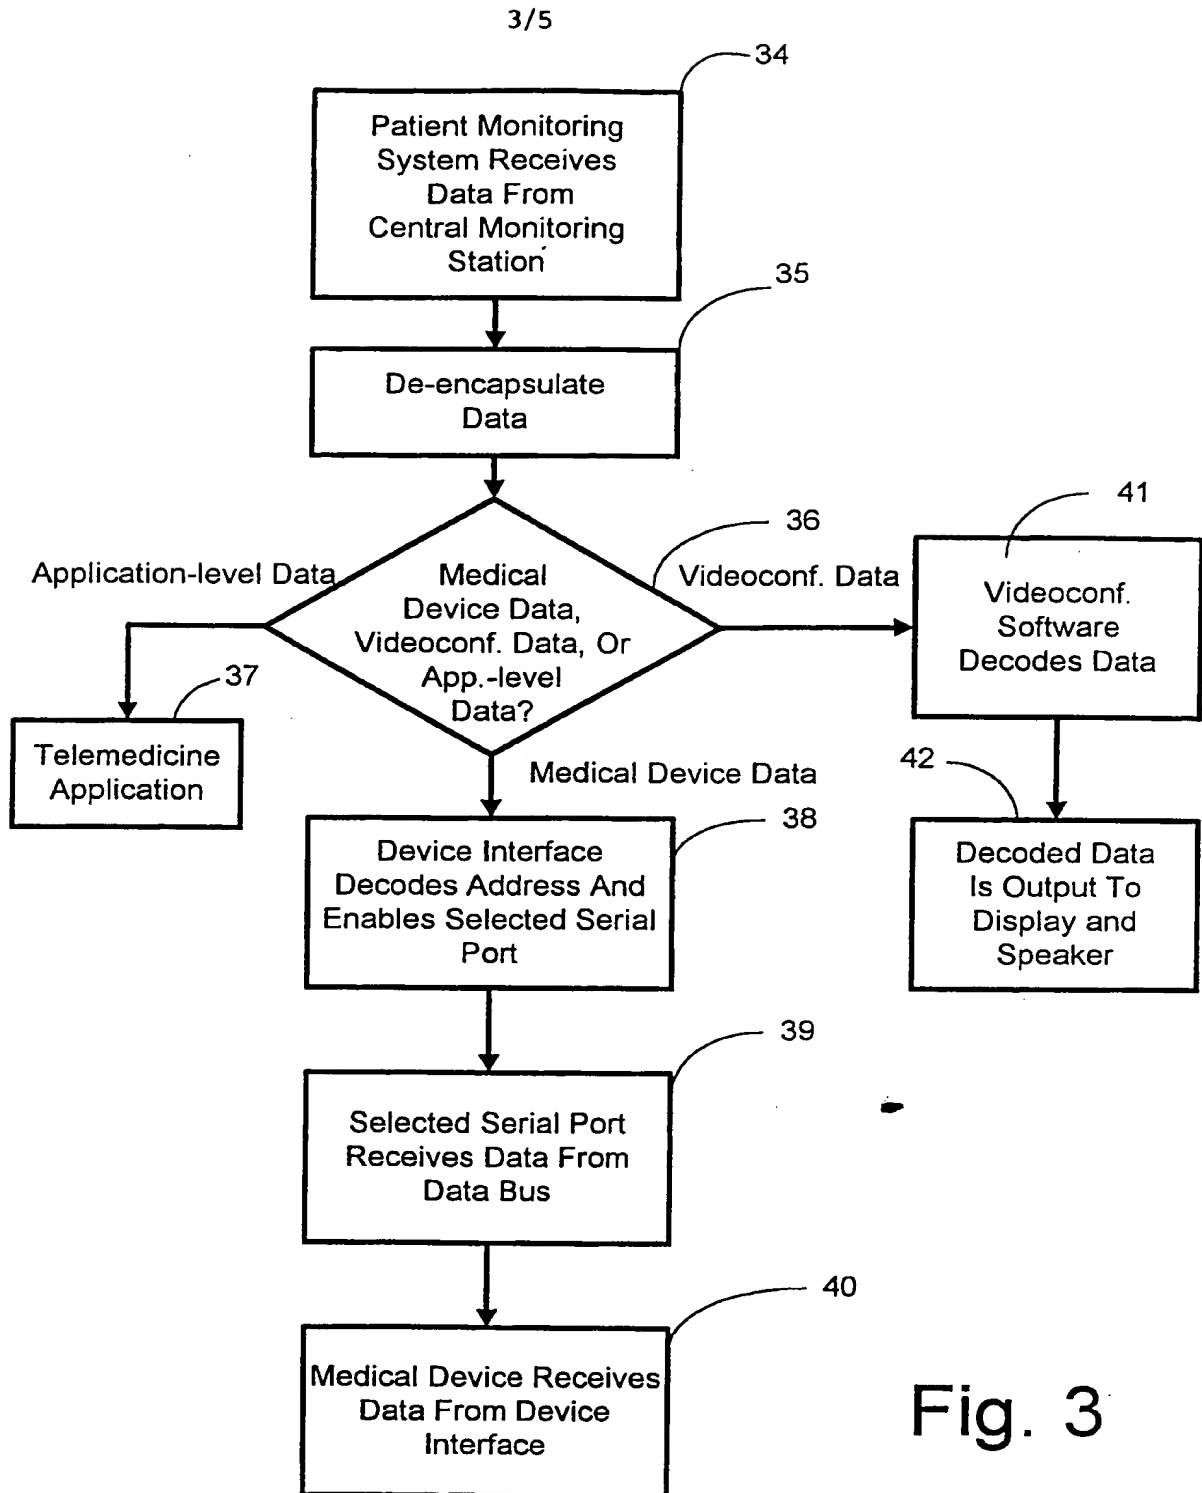 3/5
34
Patient Monitoring
System Receives
Data From
Central Monitoring
Station
35
De-encapsulate
Data
36
Medical
Device Data,
Videoconf. Data, Or
App.-level
Data?
Application-level Data
37
Telemedicine
Application
Videoconf. Data
41
Videoconf.
Software
Decodes Data
42
Decoded Data
Is Output To
Display and
Speaker
Medical Device Data
38
Device Interface
Decodes Address And
Enables Selected Serial
Port
39
Selected Serial Port
Receives Data From
Data Bus
40
Medical Device Receives
Data From Device
Interface
Fig. 3